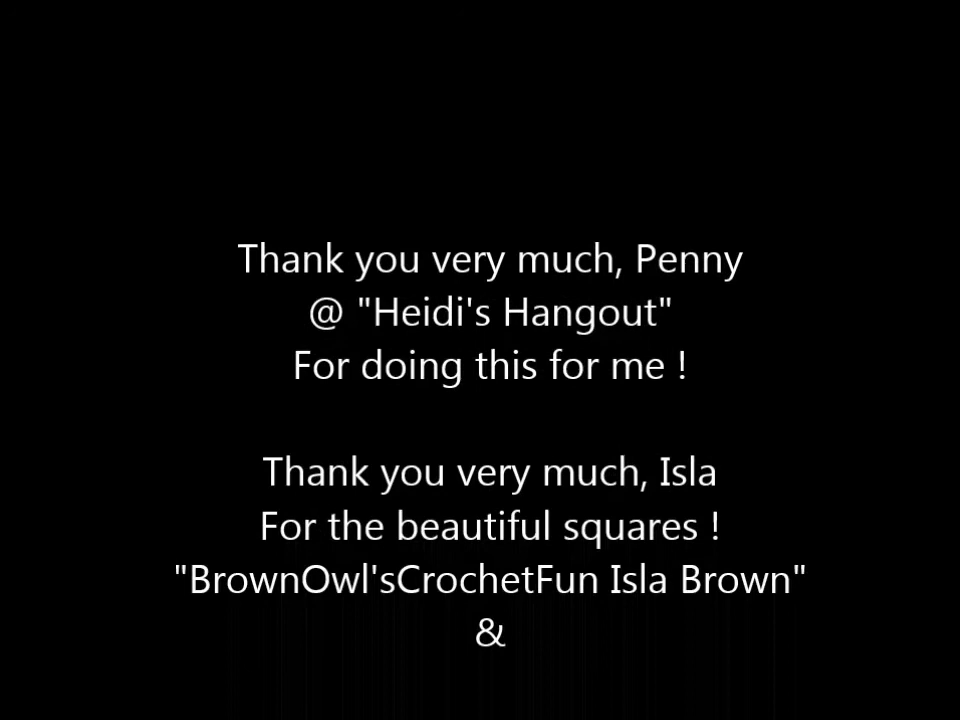 Thank you very much, Penny
@ "Heidi's Hangout"
For doing this for me !
Thank you very much, Isla
For the beautiful squares !
"BrownOwl'sCrochetFun Isla Brown"
&